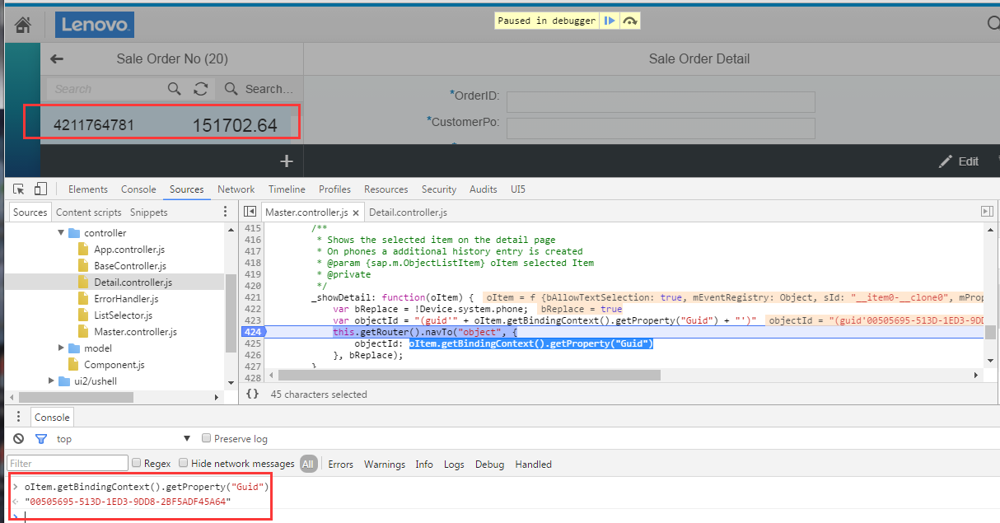 Paused in debugger
Lenovo
Sale Order No (20)
Sale Order Detail
Search
Search...
*OrderID:
4211764781 151702.64
*CustomerPo:
Edit
Elements Console Sources Network Timeline Profiles Resources Security Audits UI5
Sources Content scripts Snippets
Master.controller.js × Detail.controller.js
controller
App.controller.js
BaseController.js
Detail.controller.js
ErrorHandler.js
ListSelector.js
Master.controller.js
model
Component.js
ui2/ushell
415 /**
416 * Shows the selected item on the detail page
417 * On phones a additional history entry is created
418 * @param {sap.m.ObjectListItem} oItem selected Item
419 * @private
420 */
421 _showDetail: function(oItem) { oItem = f {bAllowTextSelection: true, mEventRegistry: Object, sId: "__item0-__clone0", mProp
422 var bReplace = !Device.system.phone; bReplace = true
423 var objectId = "(guid'" + oItem.getBindingContext().getProperty("Guid") + "')" objectId = "(guid'00505695-513D-1ED3-9DD
424 this.getRouter().navTo("object", {
425 objectId: oItem.getBindingContext().getProperty("Guid")
426 }, bReplace);
427 }
428
{} 45 characters selected
Console
top
Preserve log
Filter
Regex
Hide network messages
All Errors Warnings Info Logs Debug Handled
> oItem.getBindingContext().getProperty("Guid")
"00505695-513D-1ED3-9DD8-2BF5ADF45A64"
>